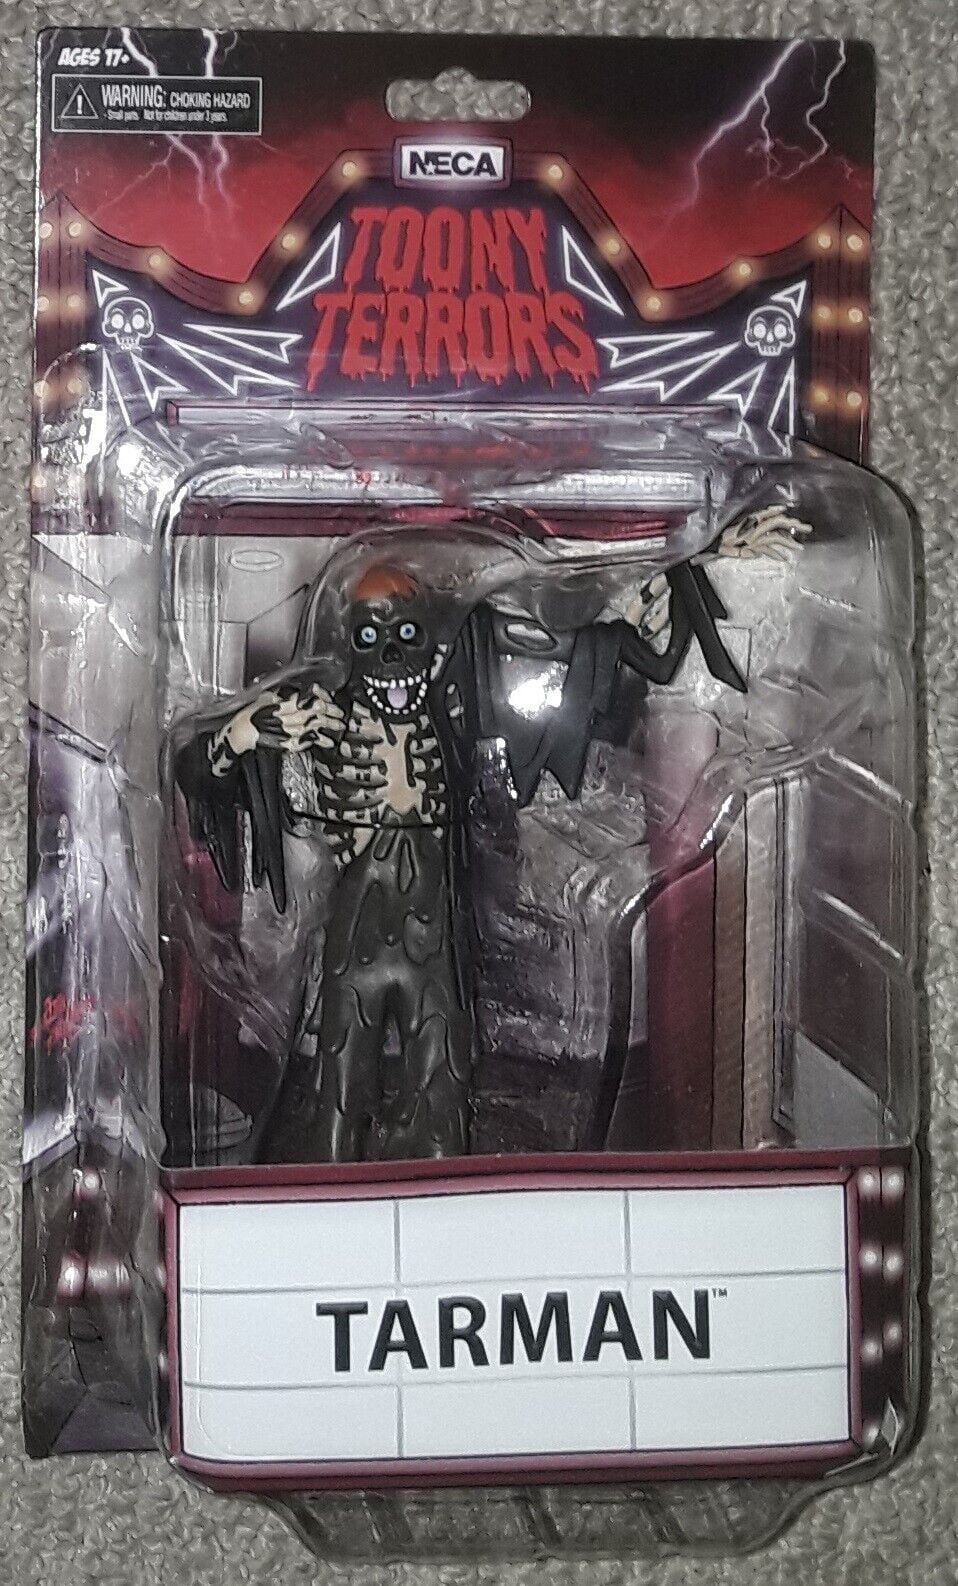 AGES 17+
WARNING: CHOKING HAZARD
- Small parts. Not for children under 3 years.
NECA
TOONY
TERRORS
TARMAN™